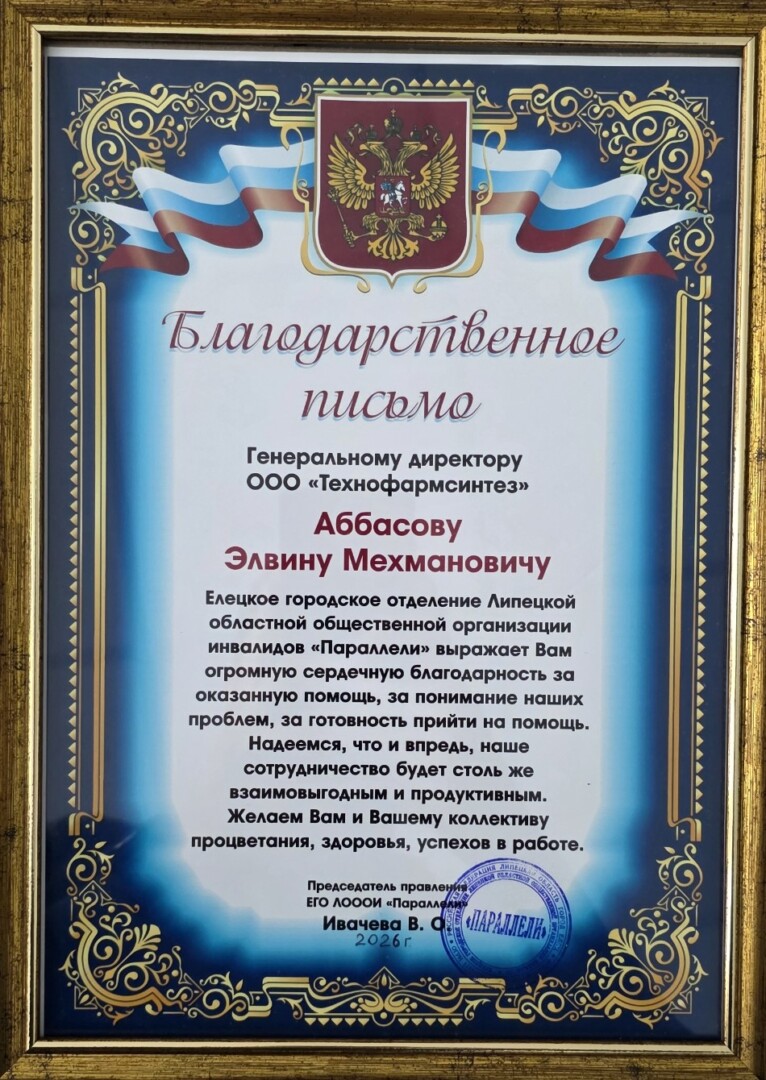 Благодарственное
письмо
Генеральному директору
ООО «Технофармсинтез»
Аббасову
Элвину Мехмановичу
Елецкое городское отделение Липецкой
областной общественной организации
инвалидов «Параллели» выражает Вам
огромную сердечную благодарность за
оказанную помощь, за понимание наших
проблем, за готовность прийти на помощь.
Надеемся, что и впредь, наше
сотрудничество будет столь же
взаимовыгодным и продуктивным.
Желаем Вам и Вашему коллективу
процветания, здоровья, успехов в работе.
Председатель правления
ЕГО ЛОООИ «Параллели»
Ивачева В. О.
2026 г
«ПАРАЛЛЕЛИ»